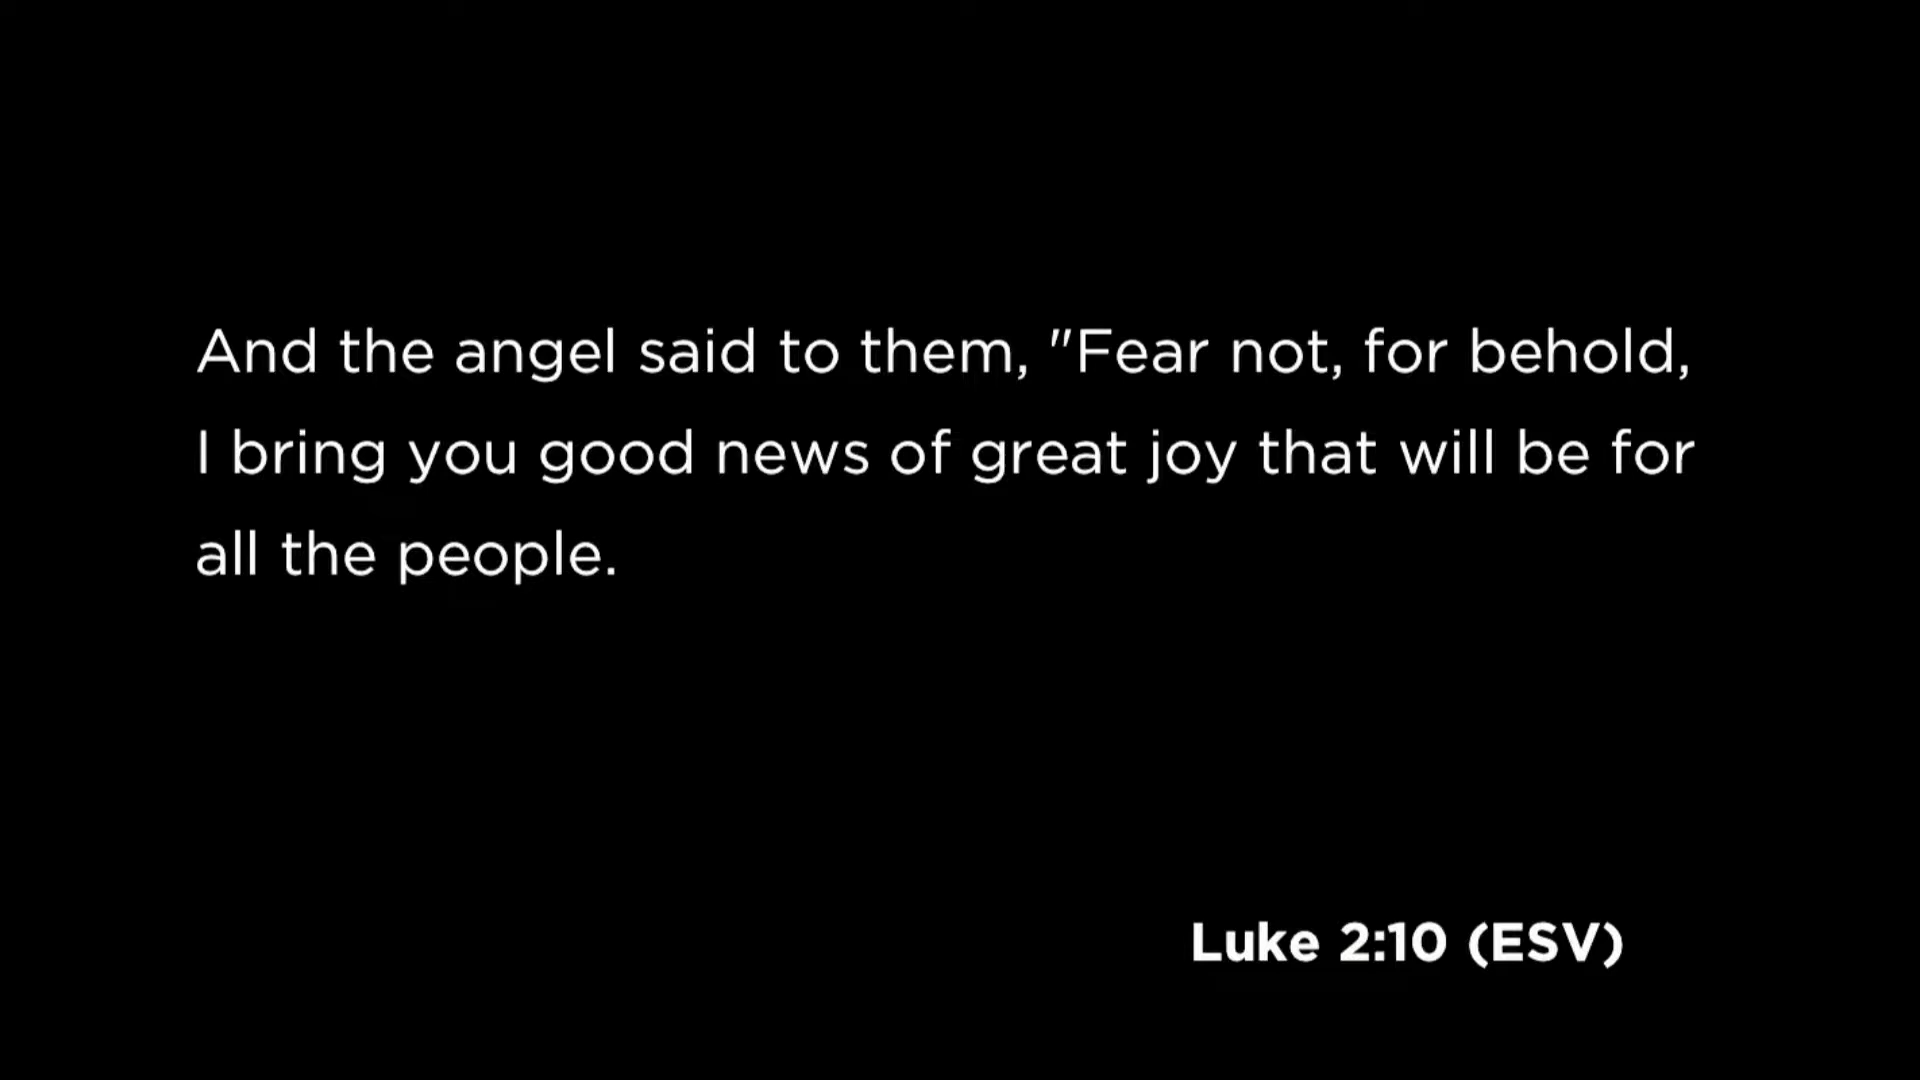 And the angel said to them, "Fear not, for behold,
I bring you good news of great joy that will be for
all the people.
Luke 2:10 (ESV)